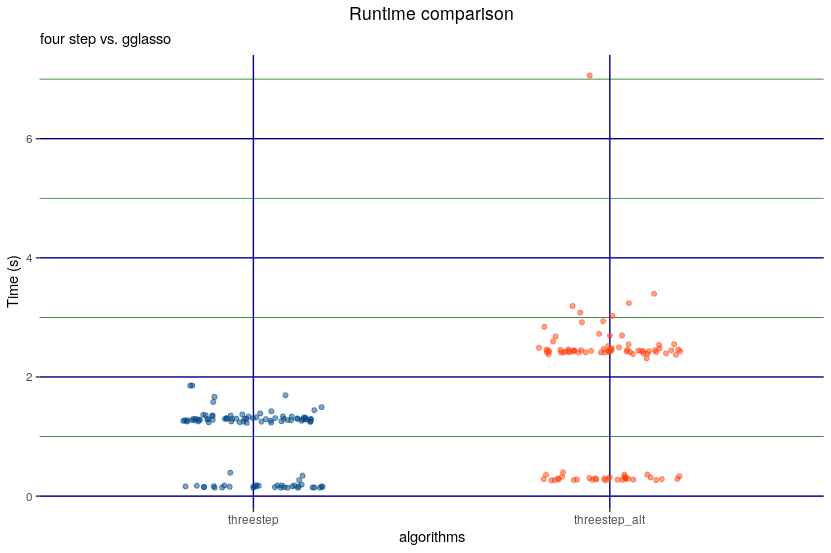 Runtime comparison
four step vs. gglasso
Time (s)
6
4
2
0
threestep
threestep_alt
algorithms